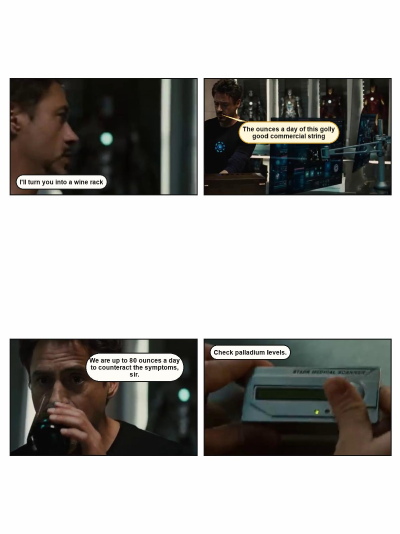 I'll turn you into a wine rack
The ounces a day of this golly
good commercial string
We are up to 80 ounces a day
to counteract the symptoms,
sir.
Check palladium levels.
STARK MEDICAL SCANNER